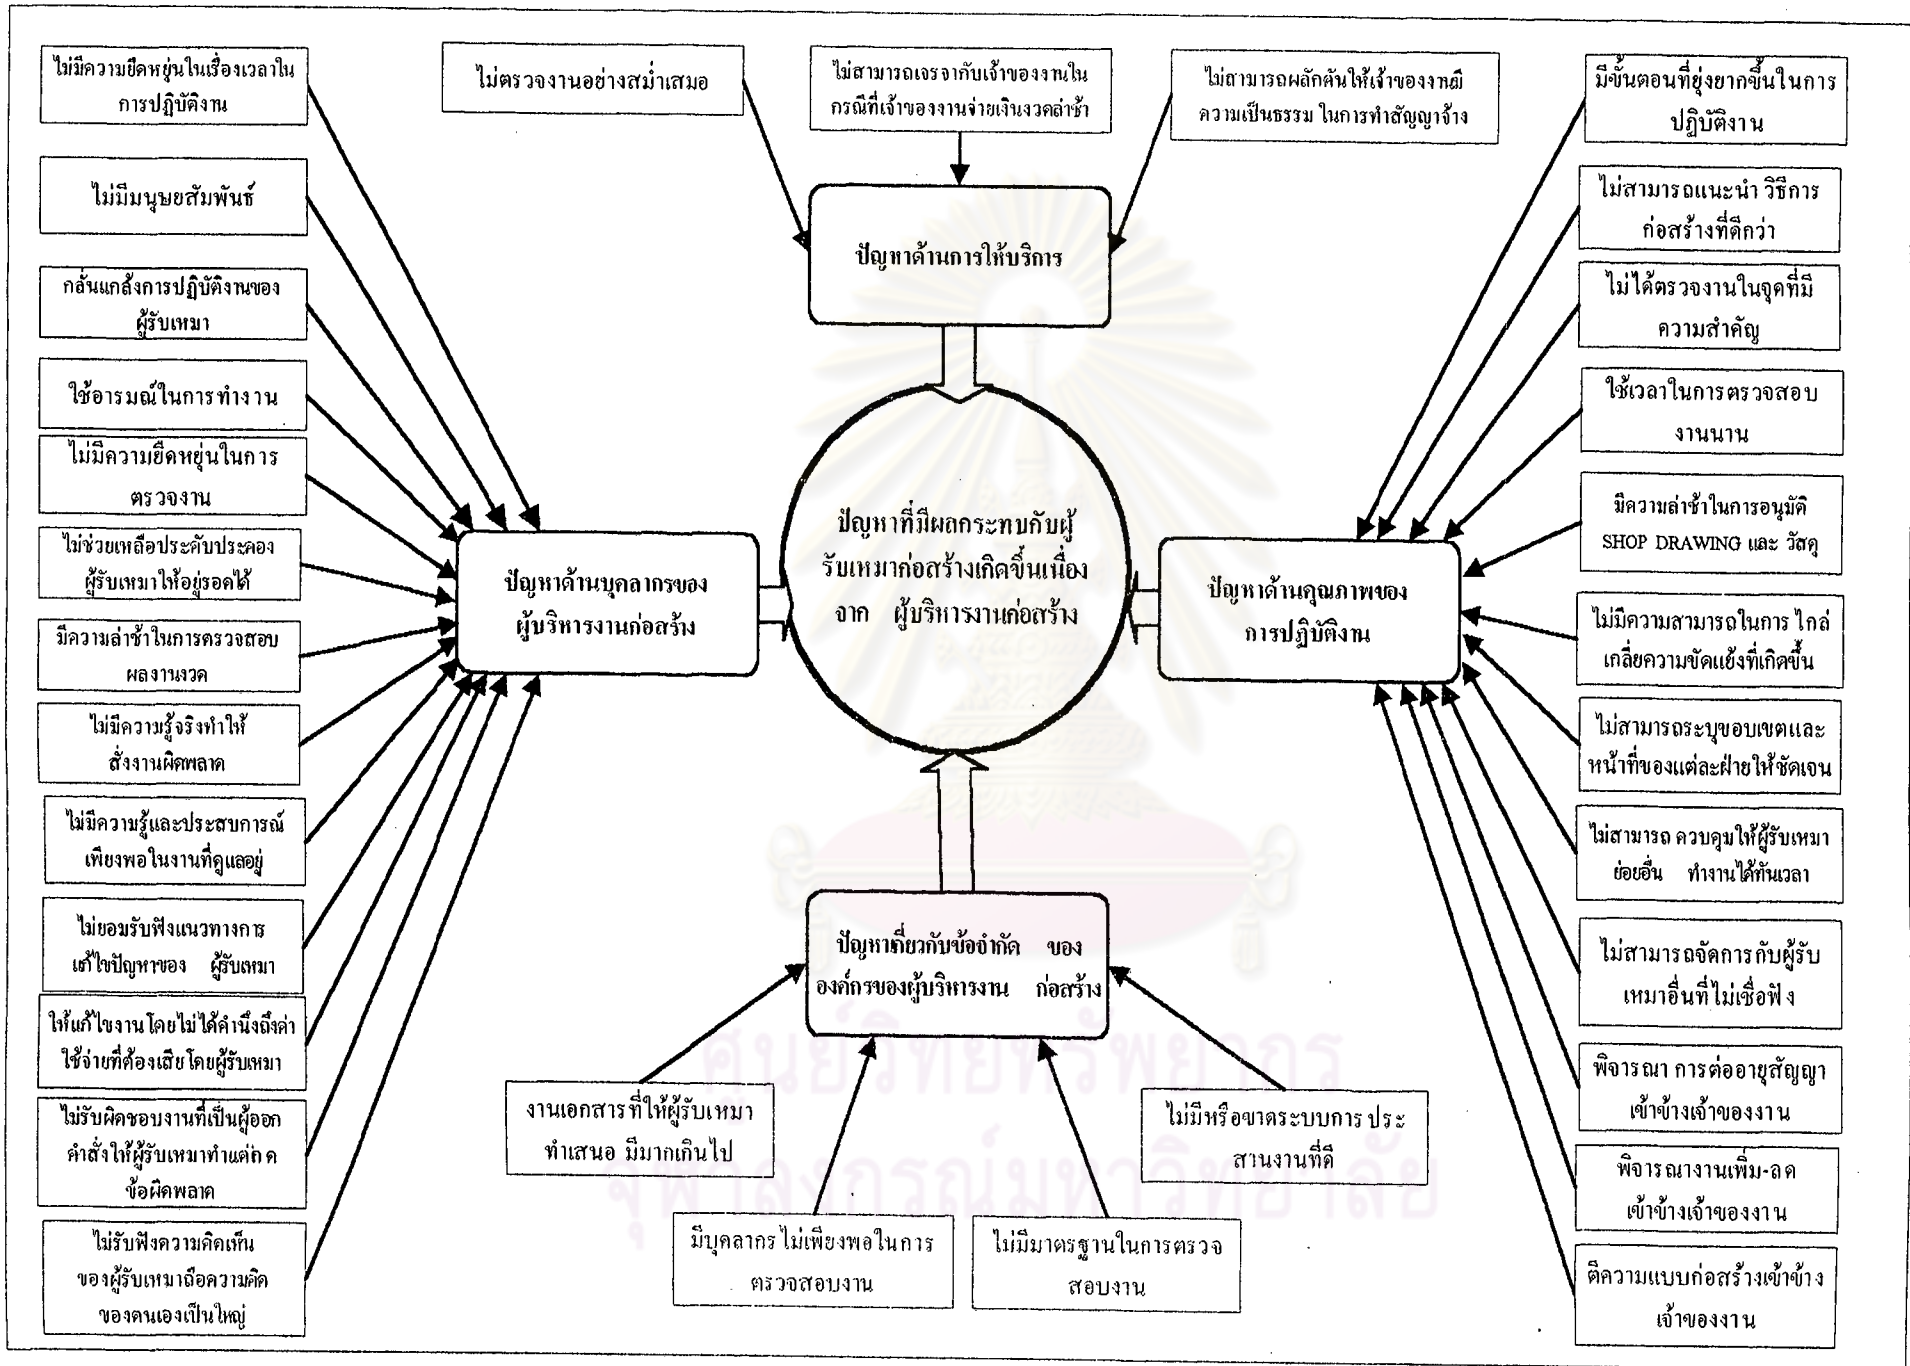 ไม่มีความยืดหยุ่นในเรื่องเวลาใน
การปฏิบัติงาน
ไม่มีมนุษยสัมพันธ์
กลั่นแกล้งการปฏิบัติงานของ
ผู้รับเหมา
ใช้อารมณ์ในการทำงาน
ไม่มีความยืดหยุ่นในการ
ตรวจงาน
ไม่ช่วยเหลือประคับประคอง
ผู้รับเหมาให้อยู่รอดได้
มีความล่าช้าในการตรวจสอบ
ผลงานงวด
ไม่มีความรู้จริงทำให้
สั่งงานผิดพลาด
ไม่มีความรู้และประสบการณ์
เพียงพอในงานที่ดูแลอยู่
ไม่ยอมรับฟังแนวทางการ
แก้ไขปัญหาของ ผู้รับเหมา
ให้แก้ไขงานโดยไม่ได้คำนึงถึงค่า
ใช้จ่ายที่ต้องเสียโดยผู้รับเหมา
ไม่รับผิดชอบงานที่เป็นผู้ออก
คำสั่งให้ผู้รับเหมาทำแต่เกิด
ข้อผิดพลาด
ไม่รับฟังความคิดเห็น
ของผู้รับเหมาถือความคิด
ของตนเองเป็นใหญ่
ไม่ตรวจงานอย่างสม่ำเสมอ
ไม่สามารถเจรจากับเจ้าของงานใน
กรณีที่เจ้าของงานจ่ายเงินงวดล่าช้า
ไม่สามารถผลักดันให้เจ้าของงานมี
ความเป็นธรรม ในการทำสัญญาจ้าง
ปัญหาด้านการให้บริการ
ปัญหาที่มีผลกระทบกับผู้
รับเหมาก่อสร้างเกิดขึ้นเนื่อง
จาก ผู้บริหารงานก่อสร้าง
ปัญหาด้านบุคลากรของ
ผู้บริหารงานก่อสร้าง
ปัญหาด้านคุณภาพของ
การปฏิบัติงาน
ปัญหาเกี่ยวกับข้อจำกัด ของ
องค์กรของผู้บริหารงาน ก่อสร้าง
งานเอกสารที่ให้ผู้รับเหมา
ทำเสนอ มีมากเกินไป
มีบุคลากรไม่เพียงพอในการ
ตรวจสอบงาน
ไม่มีมาตรฐานในการตรวจ
สอบงาน
ไม่มีหรือขาดระบบการ ประ
สานงานที่ดี
มีขั้นตอนที่ยุ่งยากขึ้นในการ
ปฏิบัติงาน
ไม่สามารถแนะนำ วิธีการ
ก่อสร้างที่ดีกว่า
ไม่ได้ตรวจงานในจุดที่มี
ความสำคัญ
ใช้เวลาในการตรวจสอบ
งานนาน
มีความล่าช้าในการอนุมัติ
SHOP DRAWING และ วัสดุ
ไม่มีความสามารถในการ ไกล่
เกลี่ยความขัดแย้งที่เกิดขึ้น
ไม่สามารถระบุขอบเขตและ
หน้าที่ของแต่ละฝ่ายให้ชัดเจน
ไม่สามารถ ควบคุมให้ผู้รับเหมา
ย่อยอื่น ทำงานได้ทันเวลา
ไม่สามารถจัดการกับผู้รับ
เหมาอื่นที่ไม่เชื่อฟัง
พิจารณา การต่ออายุสัญญา
เข้าข้างเจ้าของงาน
พิจารณางานเพิ่ม-ลด
เข้าข้างเจ้าของงาน
ตีความแบบก่อสร้างเข้าข้าง
เจ้าของงาน
ศูนย์วิทยทรัพยากร
จุฬาลงกรณ์มหาวิทยาลัย